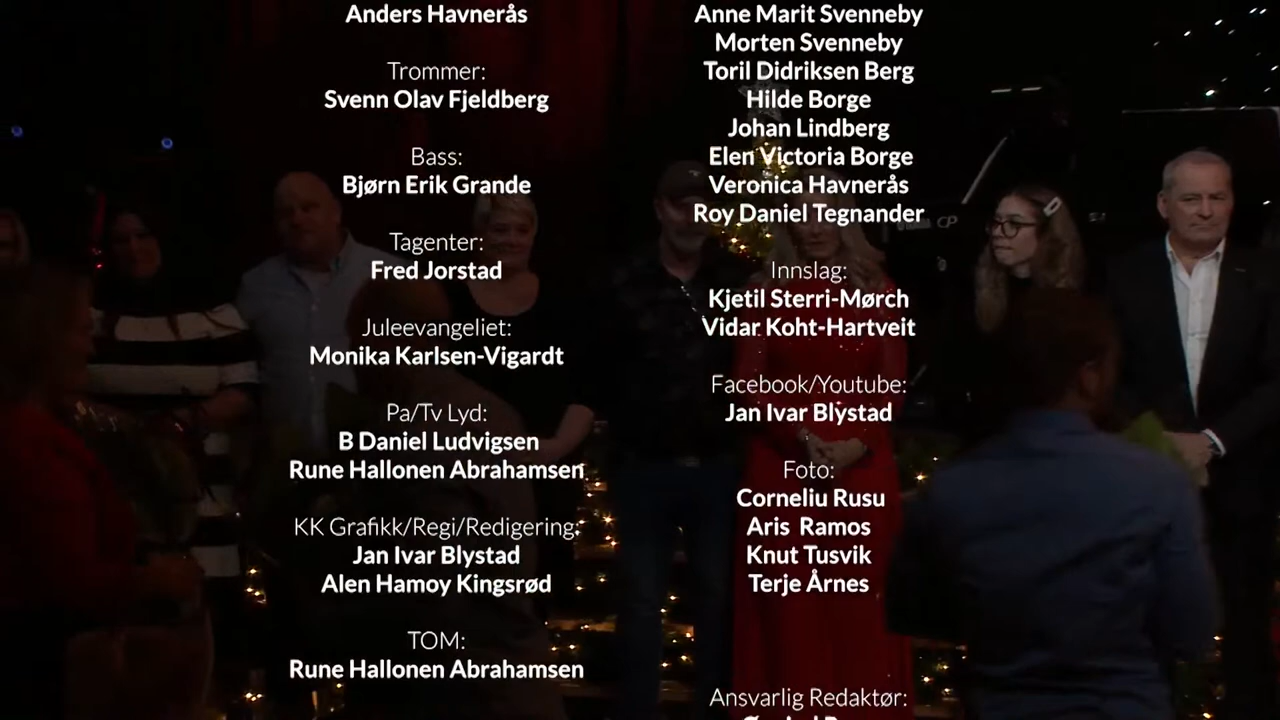 Anders Havnerås
Trommer:
Svenn Olav Fjeldberg
Bass:
Bjørn Erik Grande
Tagenter:
Fred Jorstad
Juleevangeliet:
Monika Karlsen-Vigardt
Pa/Tv Lyd:
B Daniel Ludvigsen
Rune Hallonen Abrahamsen
KK Grafikk/Regi/Redigering:
Jan Ivar Blystad
Alen Hamoy Kingsrød
TOM:
Rune Hallonen Abrahamsen
Anne Marit Svenneby
Morten Svenneby
Toril Didriksen Berg
Hilde Borge
Johan Lindberg
Elen Victoria Borge
Veronica Havnerås
Roy Daniel Tegnander
Innslag:
Kjetil Sterri-Mørch
Vidar Koht-Hartveit
Facebook/Youtube:
Jan Ivar Blystad
Foto:
Corneliu Rusu
Aris Ramos
Knut Tusvik
Terje Årnes
Ansvarlig Redaktør:
CP